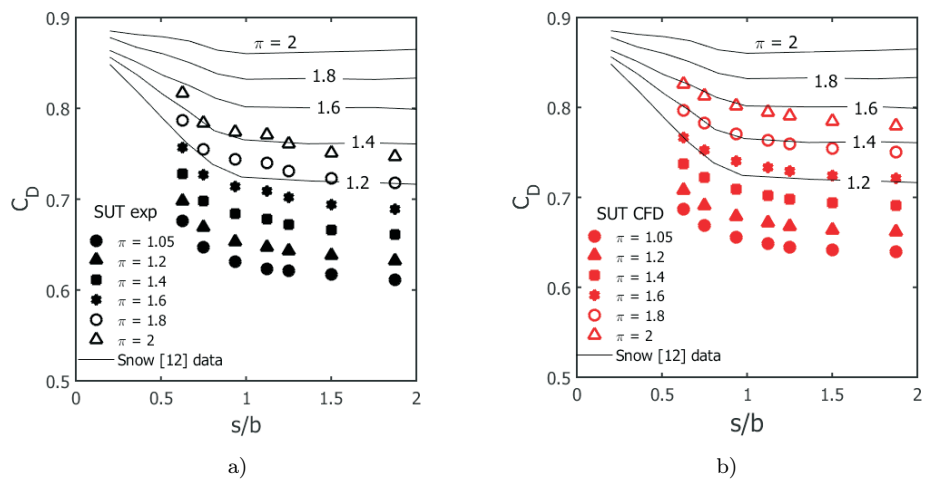 0.9
0.8
0.7
0.6
0.5
C_D
π = 2
1.8
1.6
1.4
1.2
SUT exp
π = 1.05
π = 1.2
π = 1.4
π = 1.6
π = 1.8
π = 2
Snow [12] data
0 0.5 1 1.5 2
s/b
a)
0.9
0.8
0.7
0.6
0.5
C_D
π = 2
1.8
1.6
1.4
1.2
SUT CFD
π = 1.05
π = 1.2
π = 1.4
π = 1.6
π = 1.8
π = 2
Snow [12] data
0 0.5 1 1.5 2
s/b
b)